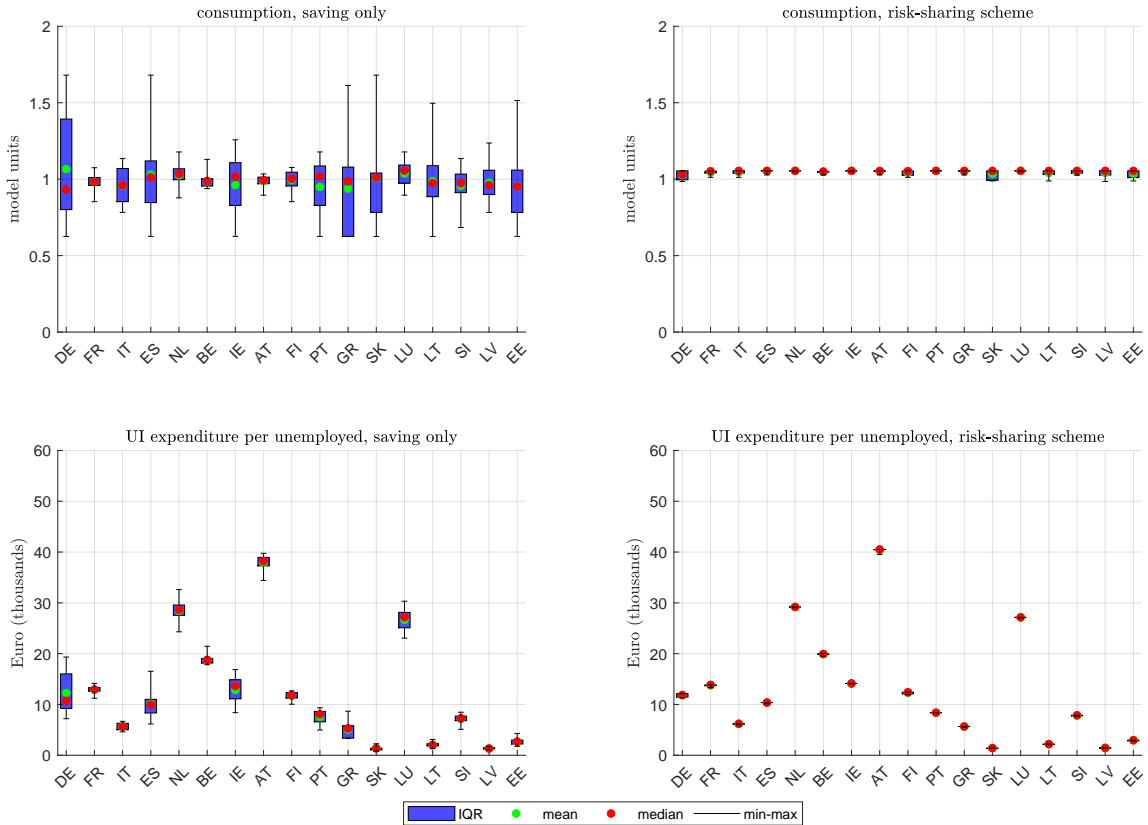 consumption, saving only
2
1.5
1
0.5
0
model units
DE FR IT ES NL BE IE AT FI PT GR SK LU LT SI LV EE
consumption, risk-sharing scheme
2
1.5
1
0.5
0
model units
DE FR IT ES NL BE IE AT FI PT GR SK LU LT SI LV EE
UI expenditure per unemployed, saving only
60
50
40
30
20
10
0
Euro (thousands)
DE FR IT ES NL BE IE AT FI PT GR SK LU LT SI LV EE
UI expenditure per unemployed, risk-sharing scheme
60
50
40
30
20
10
0
Euro (thousands)
DE FR IT ES NL BE IE AT FI PT GR SK LU LT SI LV EE
IQR mean median min-max